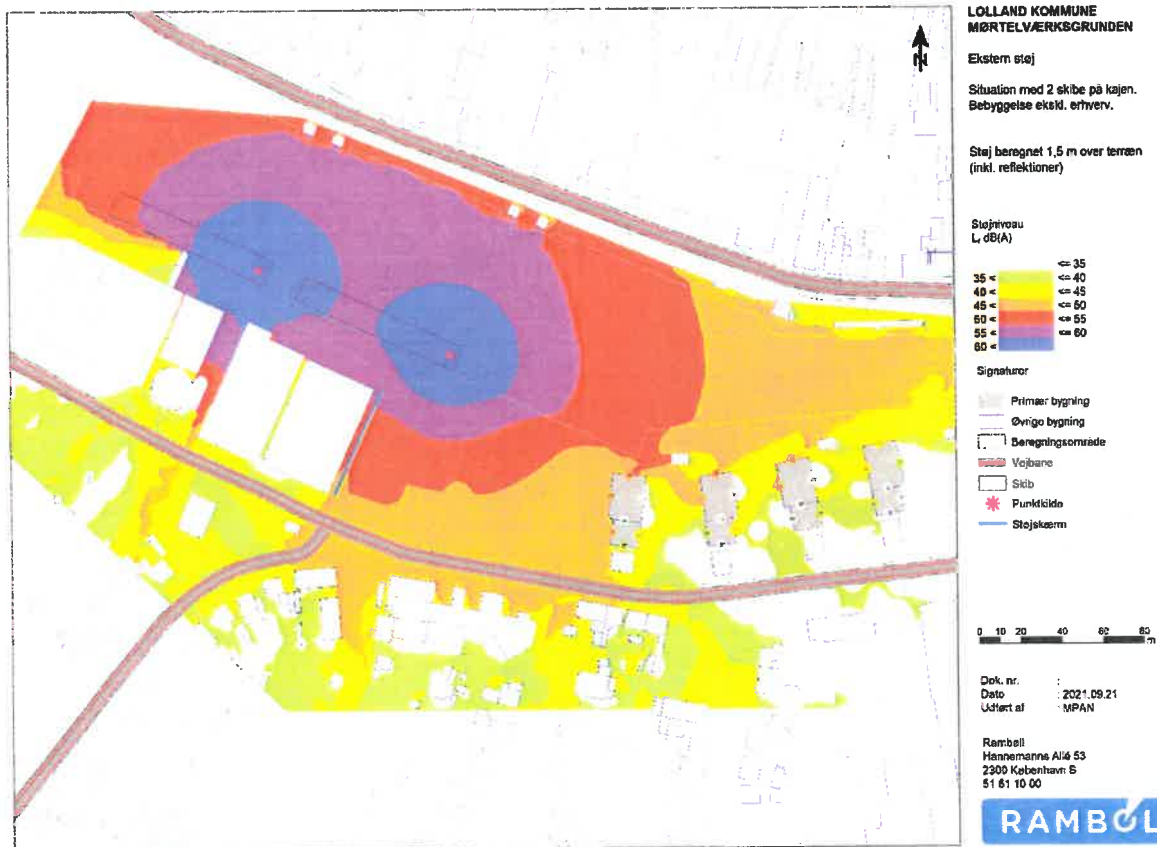 LOLLAND KOMMUNE
MØRTELVÆRKSGRUNDEN
Ekstern støj
Situation med 2 skibe på kajen.
Bebyggelse ekskl. erhverv.
Støj beregnet 1,5 m over terræn
(inkl. reflektioner)
N
Støjniveau
L, dB(A)
<= 35
35 < <= 40
40 < <= 45
45 < <= 50
50 < <= 55
55 < <= 60
60 <
Signaturer
Primær bygning
Øvrige bygning
Beregningsområde
Vejbane
Skib
Punktkilde
Støjskærm
0 10 20 40 60 80
m
Dok. nr. :
Dato : 2021.09.21
Udført af : MPAN
Rambøll
Hannemanns Allé 53
2300 København S
51 61 10 00
RAMBOL